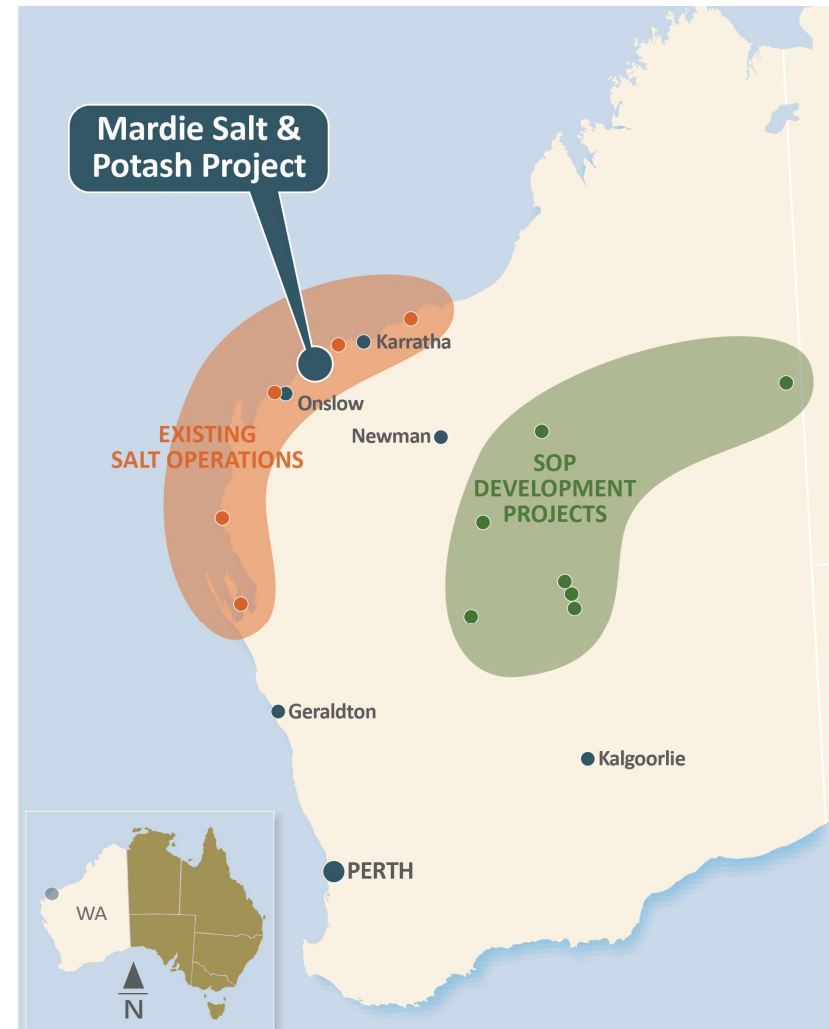 Mardie Salt &
Potash Project
Karratha
Onslow
EXISTING
SALT OPERATIONS
Newman
SOP
DEVELOPMENT
PROJECTS
Geraldton
Kalgoorlie
PERTH
WA
N